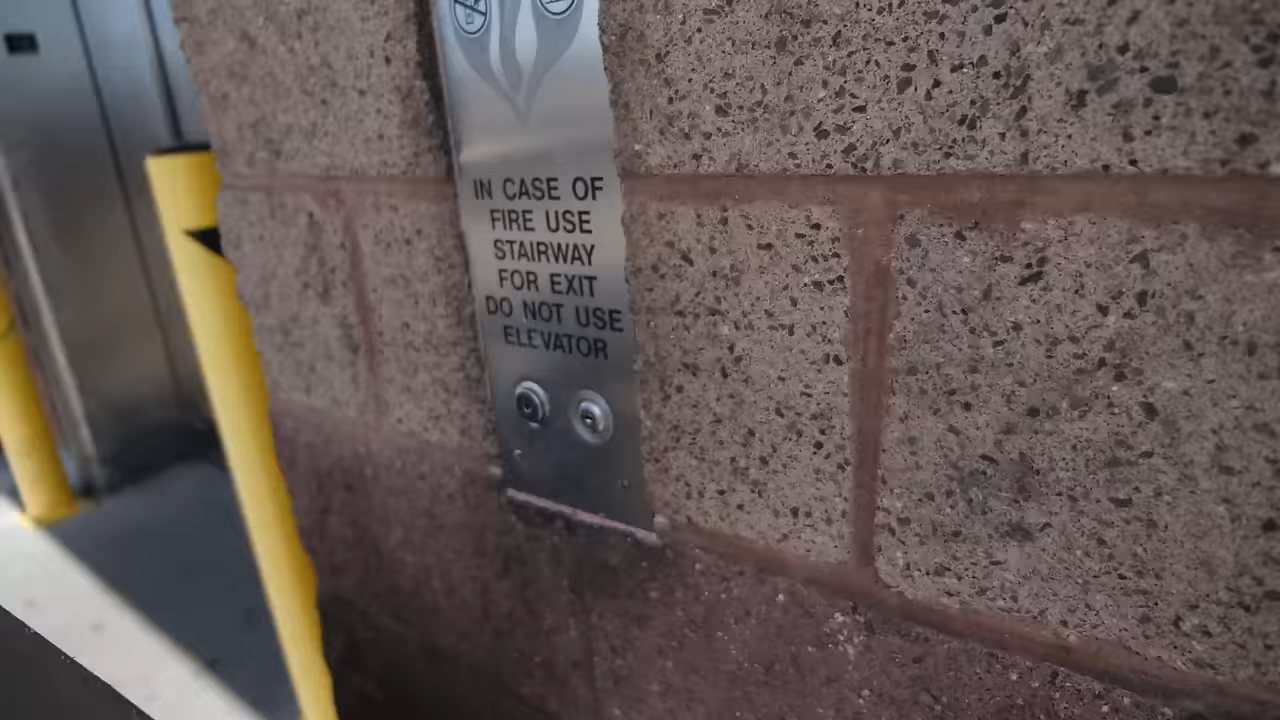 IN CASE OF
FIRE USE
STAIRWAY
FOR EXIT
DO NOT USE
ELEVATOR